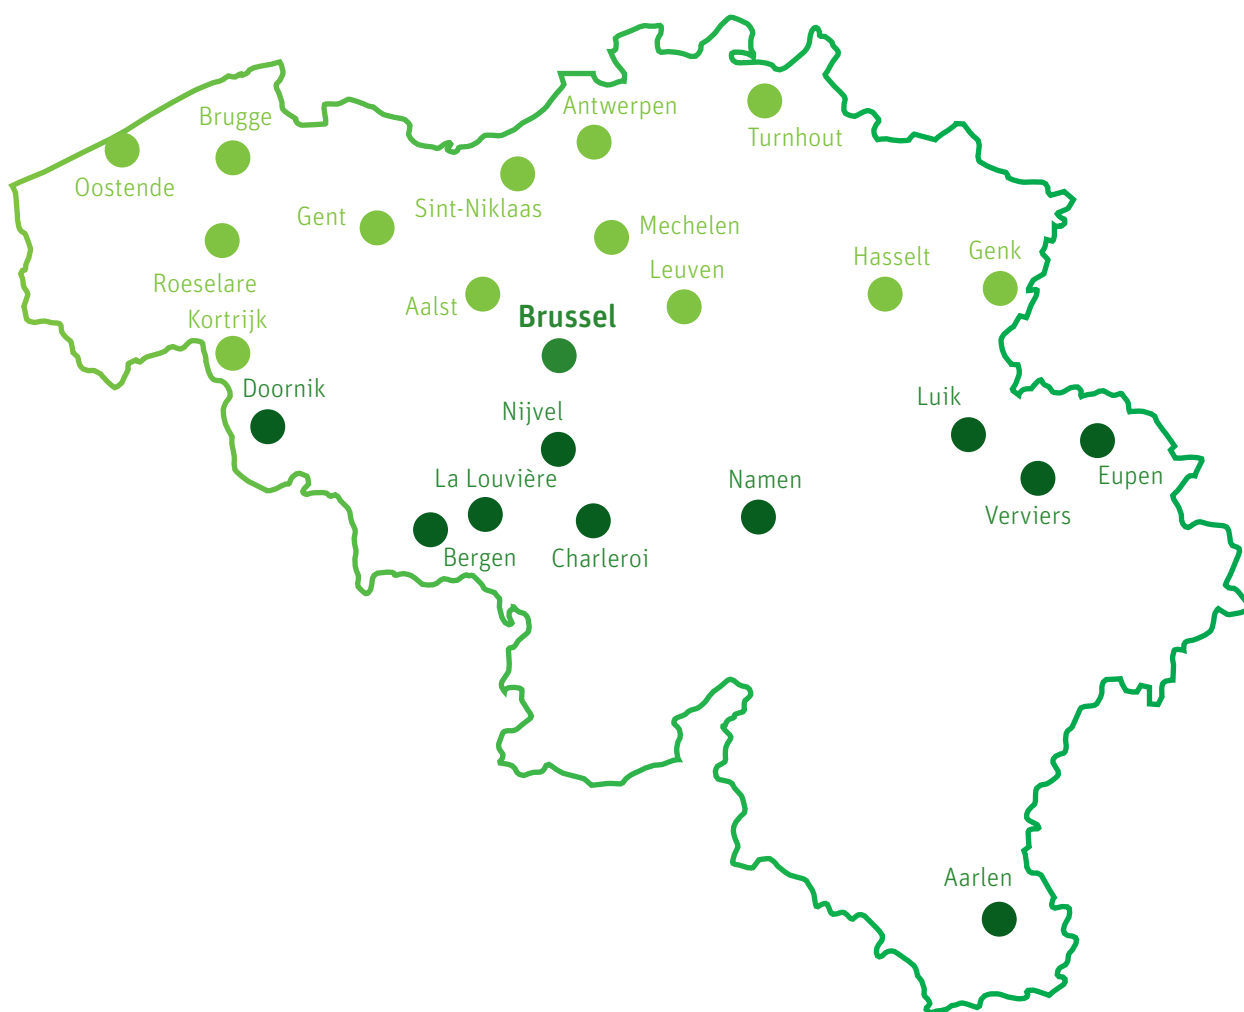 Antwerpen
Brugge
Turnhout
Oostende
Sint-Niklaas
Gent
Mechelen
Genk
Hasselt
Leuven
Roeselare
Aalst
Brussel
Kortrijk
Doornik
Luik
Nijvel
Eupen
La Louvière
Namen
Verviers
Bergen
Charleroi
Aarlen